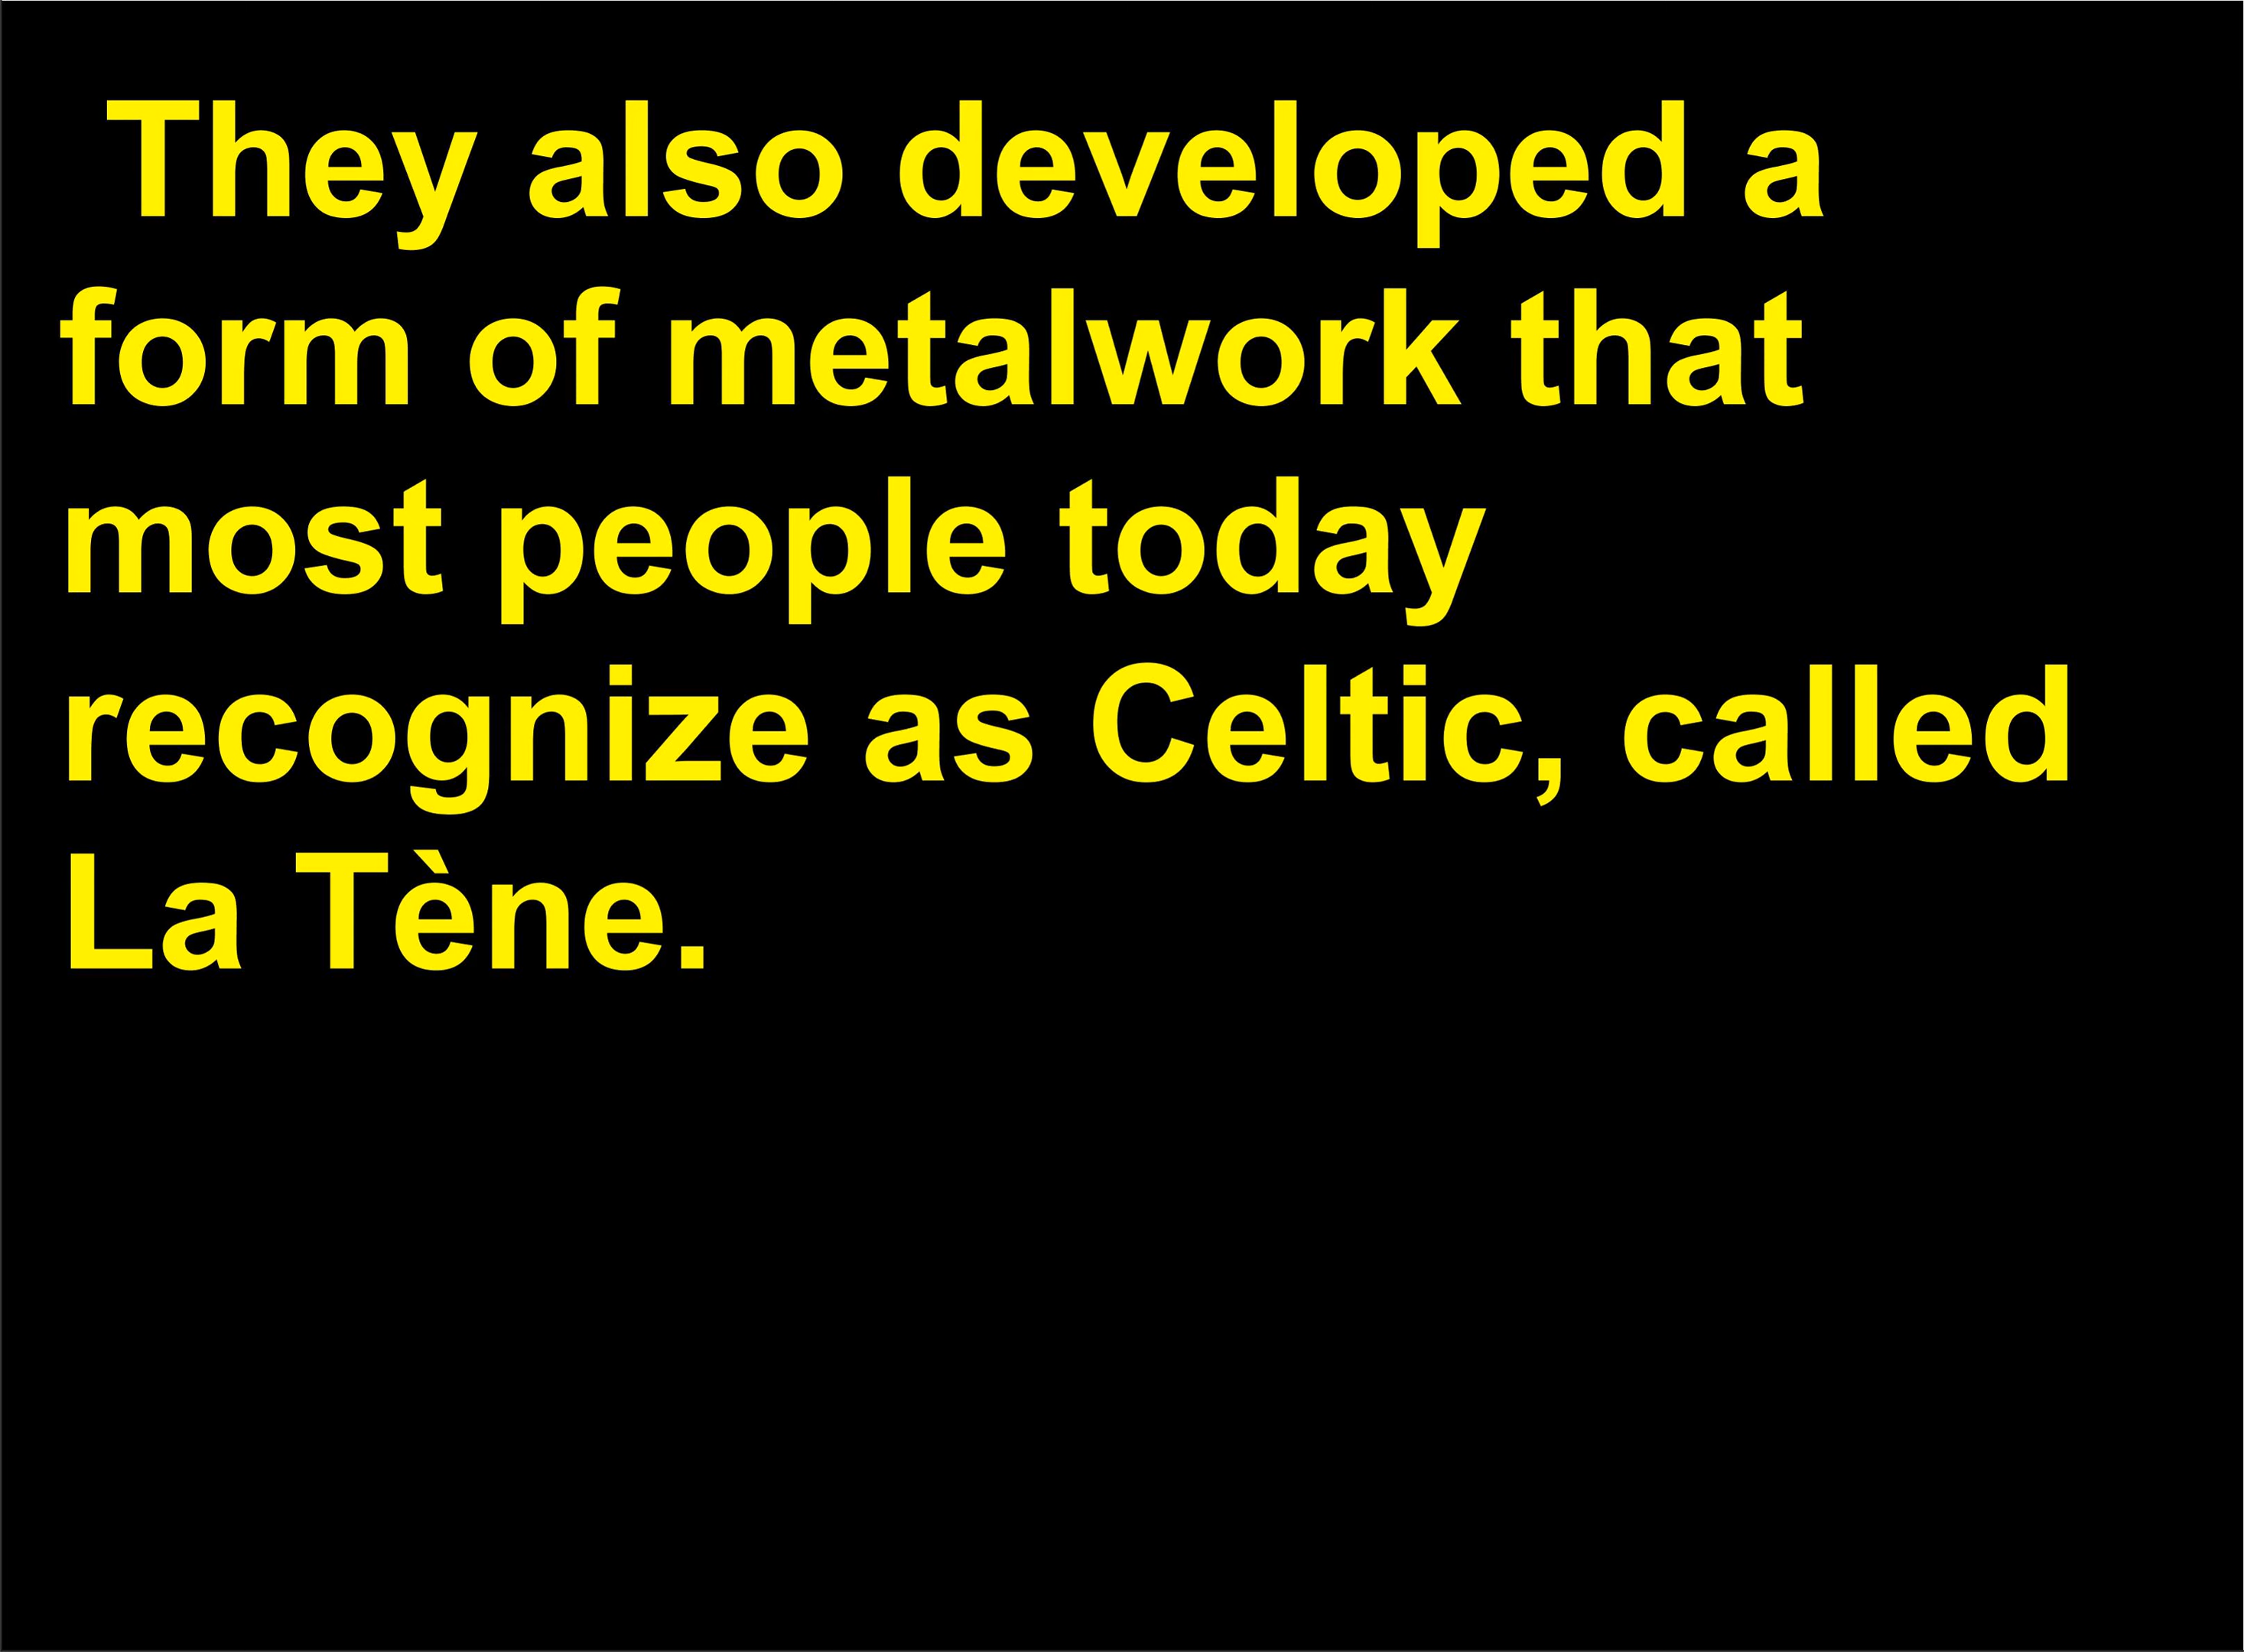 They also developed a
form of metalwork that
most people today
recognize as Celtic, called
La Tène.